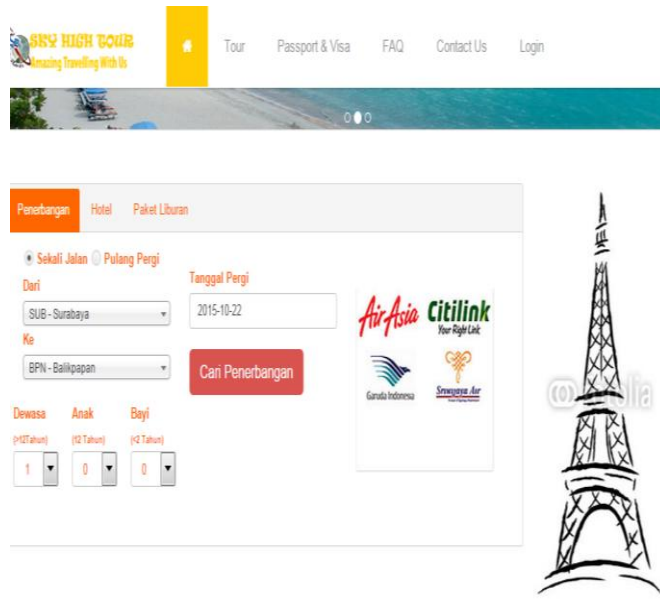 SKY HIGH TOUR
Amazing Travelling With Us
Tour Passport & Visa FAQ Contact Us Login
Penerbangan Hotel Paket Liburan
Sekali Jalan Pulang Pergi
Dari
SUB - Surabaya
Ke
BPN - Balikpapan
Dewasa Anak Bayi
(>12Tahun) (12 Tahun) (<2 Tahun)
1 0 0
Tanggal Pergi
2015-10-22
Cari Penerbangan
AirAsia Citilink
Your Right Link
Garuda Indonesia Sriwijaya Air